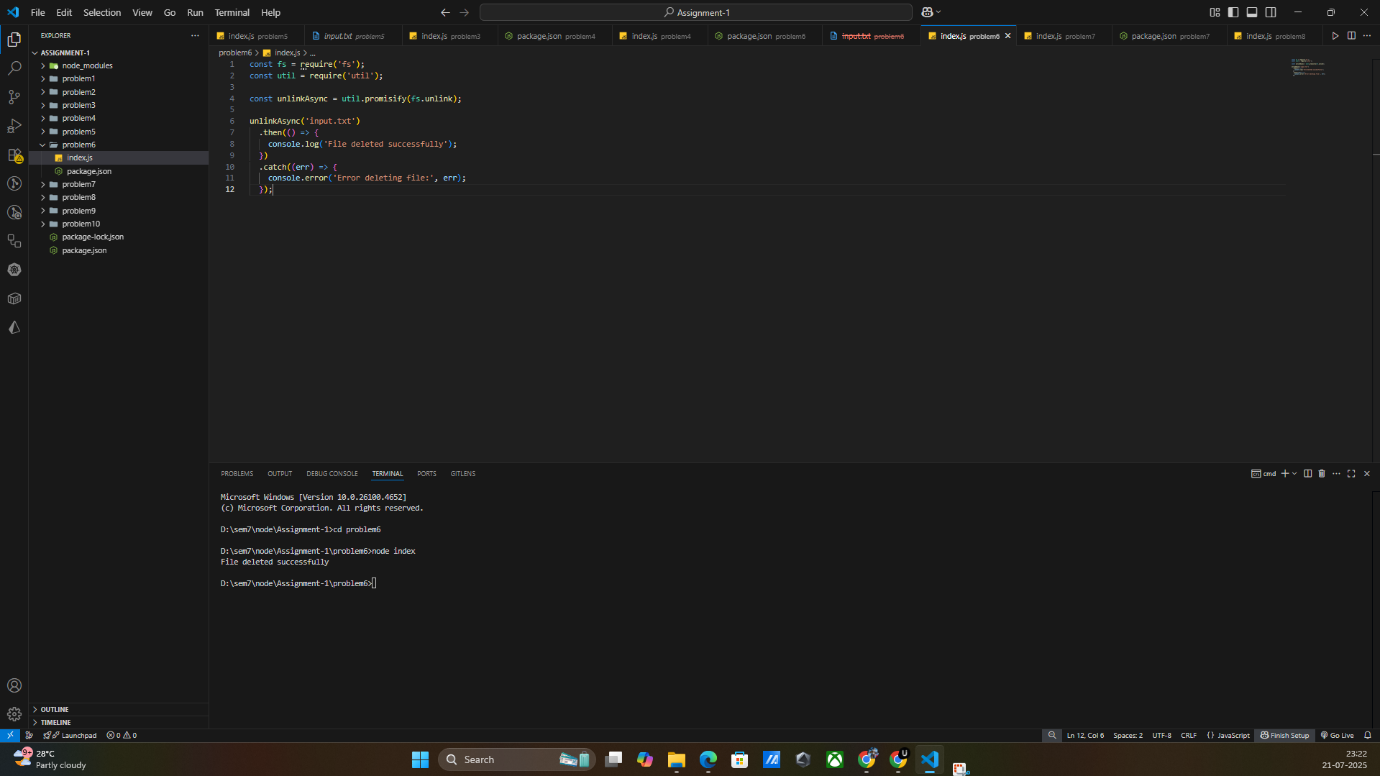 File Edit Selection View Go Run Terminal Help
Assignment-1
EXPLORER
ASSIGNMENT-1
node_modules
problem1
problem2
problem3
problem4
problem5
problem6
index.js
package.json
problem7
problem8
problem9
problem10
package-lock.json
package.json
OUTLINE
TIMELINE
index.js problem5
input.txt problem5
index.js problem3
package.json problem4
index.js problem4
package.json problem6
input.txt problem6
index.js problem6
index.js problem7
package.json problem7
index.js problem8
problem6 > index.js > ...
1 const fs = require('fs');
2 const util = require('util');
3
4 const unlinkAsync = util.promisify(fs.unlink);
5
6 unlinkAsync('input.txt')
7 .then(() => {
8 console.log('File deleted successfully');
9 })
10 .catch((err) => {
11 console.error('Error deleting file:', err);
12 });
PROBLEMS OUTPUT DEBUG CONSOLE TERMINAL PORTS GITLENS
cmd
Microsoft Windows [Version 10.0.26100.4652]
(c) Microsoft Corporation. All rights reserved.
D:\sem7\node\Assignment-1>cd problem6
D:\sem7\node\Assignment-1\problem6>node index
File deleted successfully
D:\sem7\node\Assignment-1\problem6>
Launchpad 0 0 Ln 12, Col 6 Spaces: 2 UTF-8 CRLF {} JavaScript Finish Setup Go Live
9+
28°C
Partly cloudy
Search
U
23:22
21-07-2025